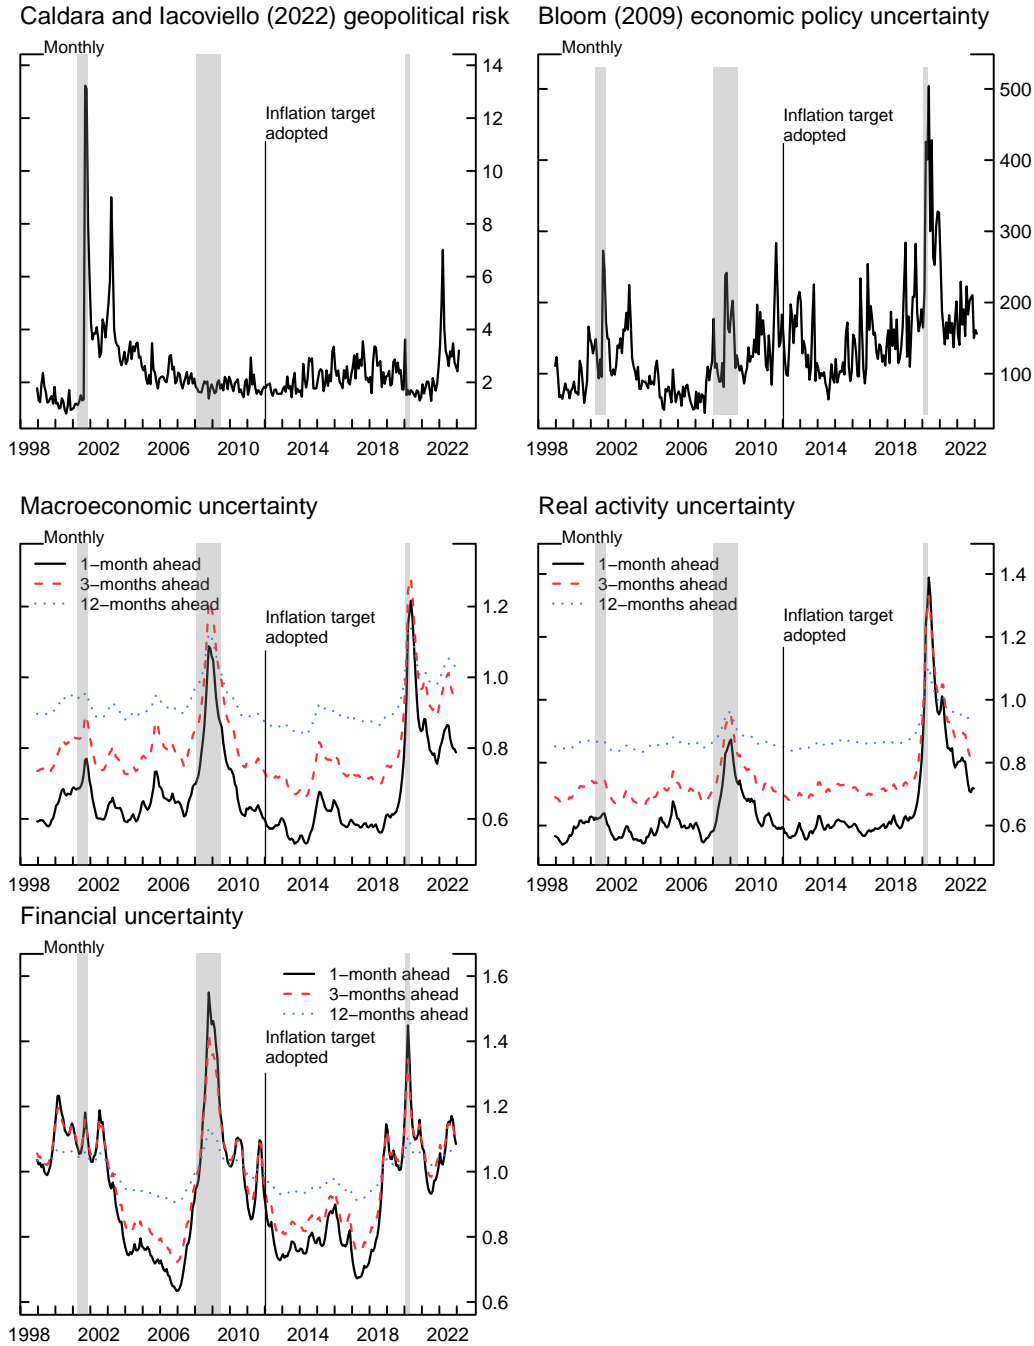 Caldara and Iacoviello (2022) geopolitical risk
Monthly
14
12
10
8
6
4
2
Inflation target
adopted
1998 2002 2006 2010 2014 2018 2022
Bloom (2009) economic policy uncertainty
Monthly
500
400
300
200
100
Inflation target
adopted
1998 2002 2006 2010 2014 2018 2022
Macroeconomic uncertainty
Monthly
1−month ahead
3−months ahead
12−months ahead
Inflation target
adopted
1.2
1.0
0.8
0.6
1998 2002 2006 2010 2014 2018 2022
Real activity uncertainty
Monthly
1−month ahead
3−months ahead
12−months ahead
Inflation target
adopted
1.4
1.2
1.0
0.8
0.6
1998 2002 2006 2010 2014 2018 2022
Financial uncertainty
Monthly
1−month ahead
3−months ahead
12−months ahead
Inflation target
adopted
1.6
1.4
1.2
1.0
0.8
0.6
1998 2002 2006 2010 2014 2018 2022